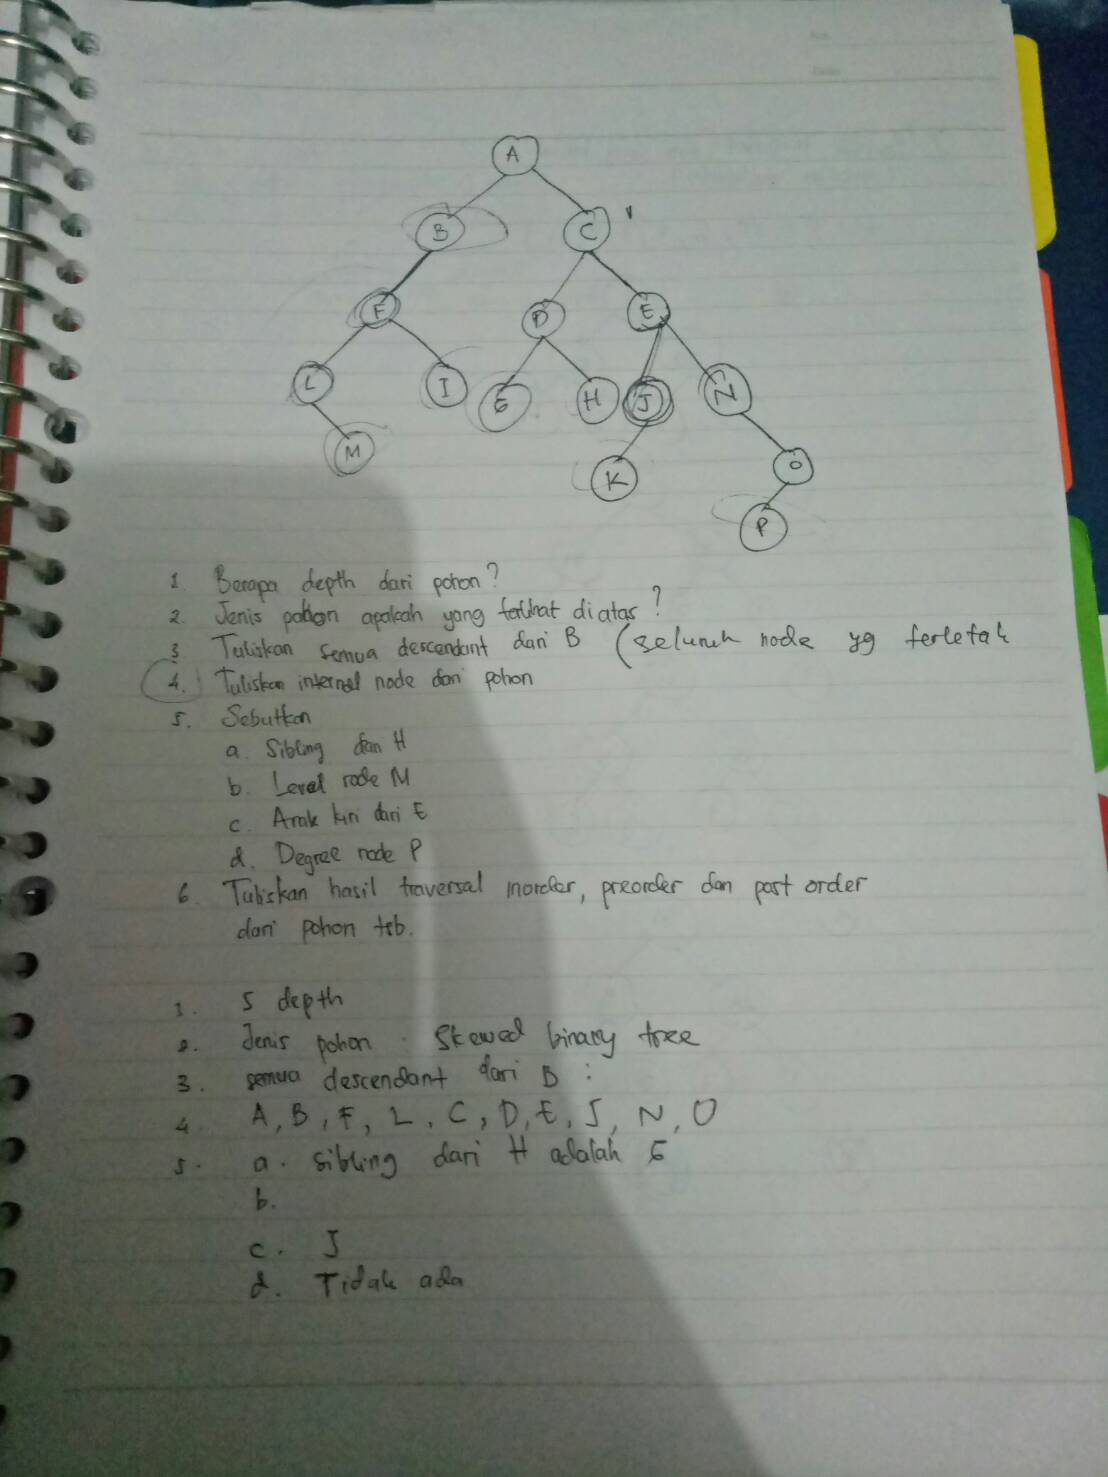 A
B
C
F
D
E
L
I
G
H
J
N
M
K
O
P
1. Berapa depth dari pohon?
2. Jenis pohon apakah yang terlihat diatas?
3. Tuliskan semua descendant dari B (seluruh node yg terletak
4. Tuliskan internal node dari pohon
5. Sebutkan
a. Sibling dari H
b. Level node M
c. Anak kiri dari E
d. Degree node P
6. Tuliskan hasil traversal inorder, preorder dan post order
dari pohon tsb.
1. 5 depth
2. Jenis pohon : Skewed binary tree
3. semua descendant dari B :
4. A, B, F, L, C, D, E, J, N, O
5. a. sibling dari H adalah G
b.
c. J
d. Tidak ada